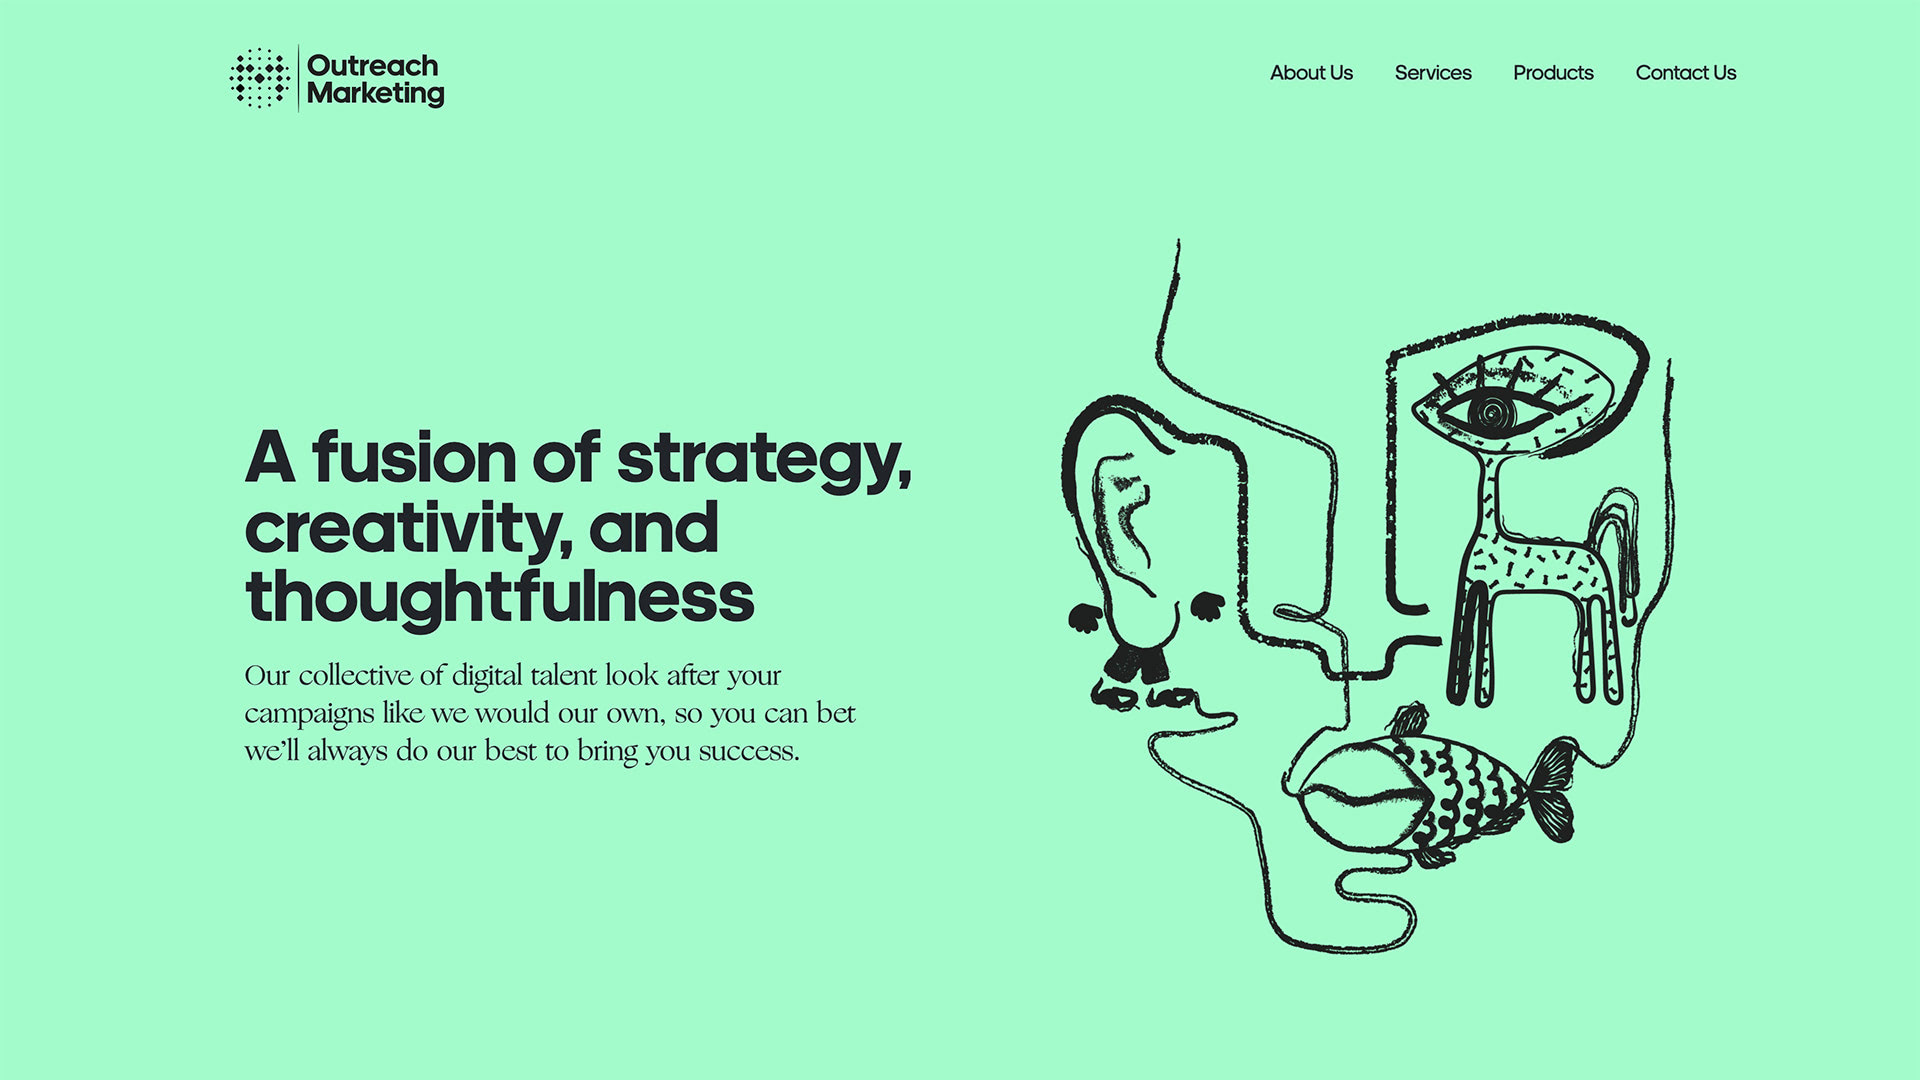 Outreach
Marketing
About Us
Services
Products
Contact Us
A fusion of strategy,
creativity, and
thoughtfulness
Our collective of digital talent look after your
campaigns like we would our own, so you can bet
we’ll always do our best to bring you success.